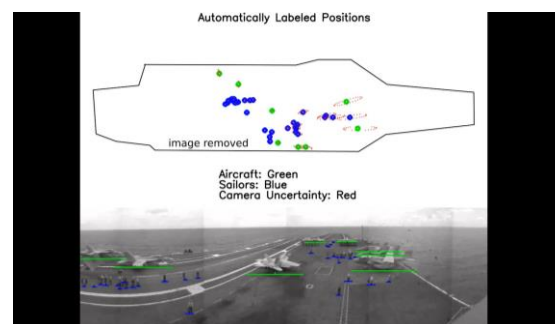 Automatically Labeled Positions
image removed
Aircraft: Green
Sailors: Blue
Camera Uncertainty: Red